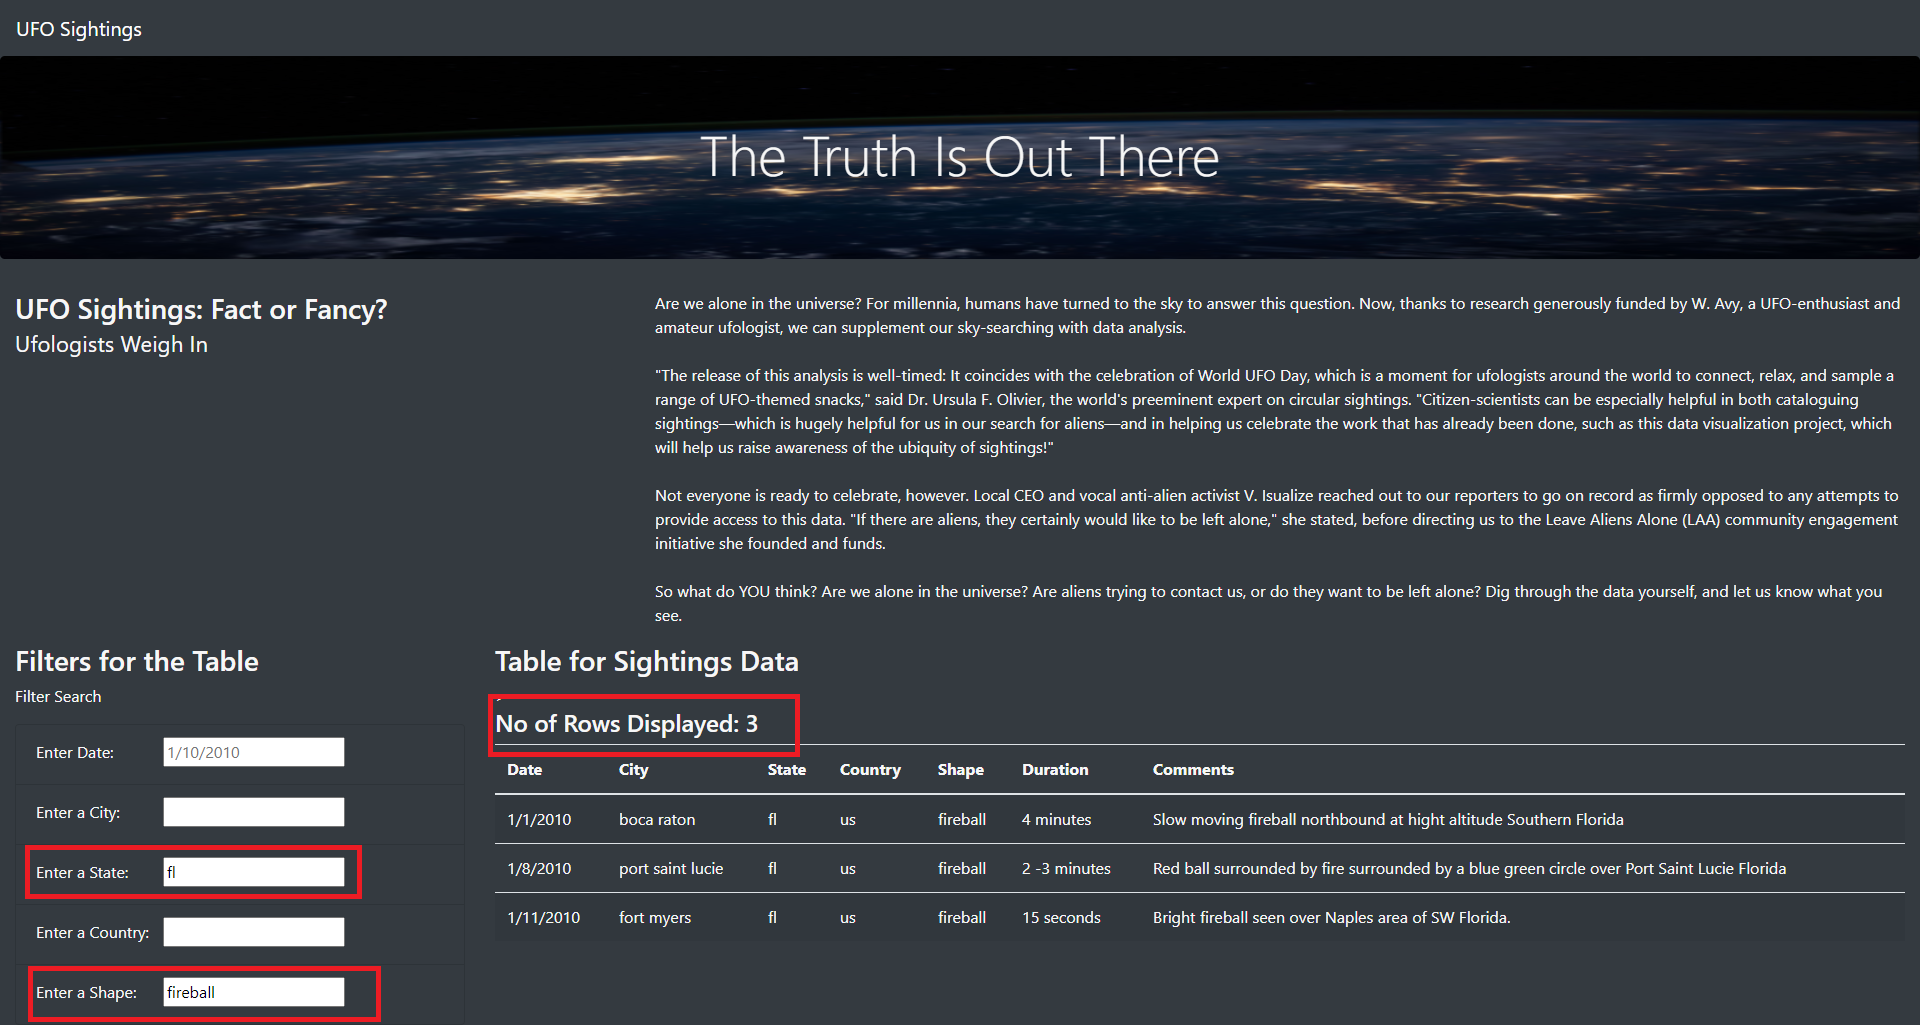 UFO Sightings
The Truth Is Out There
UFO Sightings: Fact or Fancy?
Ufologists Weigh In
Are we alone in the universe? For millennia, humans have turned to the sky to answer this question. Now, thanks to research generously funded by W. Avy, a UFO-enthusiast and
amateur ufologist, we can supplement our sky-searching with data analysis.
"The release of this analysis is well-timed: It coincides with the celebration of World UFO Day, which is a moment for ufologists around the world to connect, relax, and sample a
range of UFO-themed snacks," said Dr. Ursula F. Olivier, the world's preeminent expert on circular sightings. "Citizen-scientists can be especially helpful in both cataloguing
sightings—which is hugely helpful for us in our search for aliens—and in helping us celebrate the work that has already been done, such as this data visualization project, which
will help us raise awareness of the ubiquity of sightings!"
Not everyone is ready to celebrate, however. Local CEO and vocal anti-alien activist V. Isualize reached out to our reporters to go on record as firmly opposed to any attempts to
provide access to this data. "If there are aliens, they certainly would like to be left alone," she stated, before directing us to the Leave Aliens Alone (LAA) community engagement
initiative she founded and funds.
So what do YOU think? Are we alone in the universe? Are aliens trying to contact us, or do they want to be left alone? Dig through the data yourself, and let us know what you
see.
Filters for the Table
Filter Search
Enter Date: 1/10/2010
Enter a City:
Enter a State: fl
Enter a Country:
Enter a Shape: fireball
Table for Sightings Data
No of Rows Displayed: 3
Date City State Country Shape Duration Comments
1/1/2010 boca raton fl us fireball 4 minutes Slow moving fireball northbound at hight altitude Southern Florida
1/8/2010 port saint lucie fl us fireball 2 -3 minutes Red ball surrounded by fire surrounded by a blue green circle over Port Saint Lucie Florida
1/11/2010 fort myers fl us fireball 15 seconds Bright fireball seen over Naples area of SW Florida.